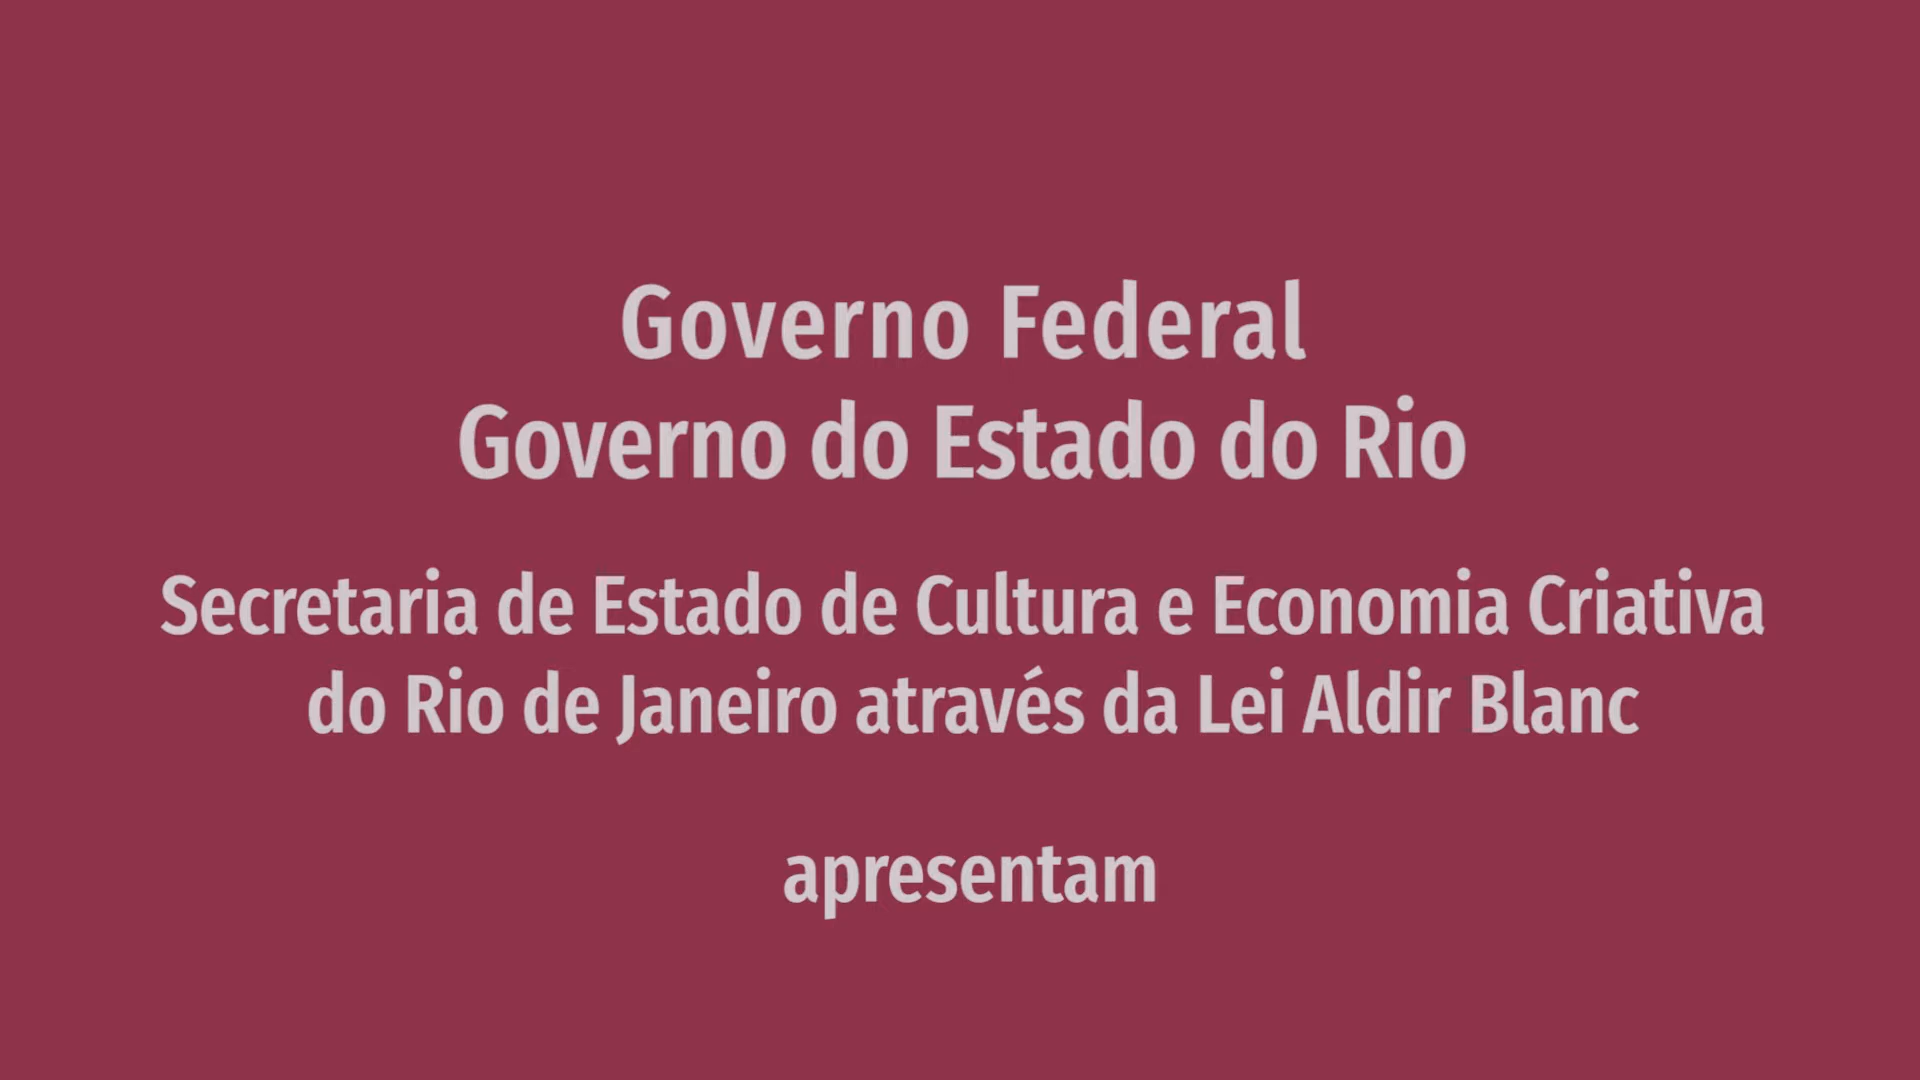 Governo Federal
Governo do Estado do Rio
Secretaria de Estado de Cultura e Economia Criativa
do Rio de Janeiro através da Lei Aldir Blanc
apresentam